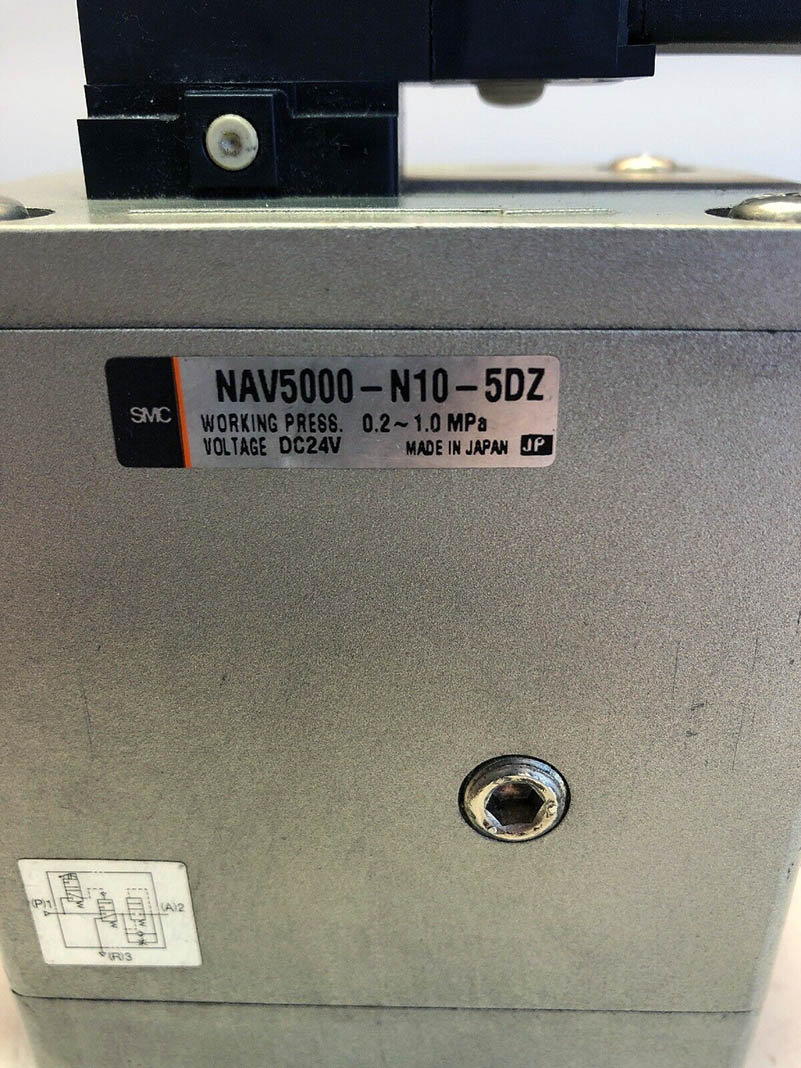 SMC
NAV5000-N10-5DZ
WORKING PRESS. 0.2~1.0 MPa
VOLTAGE DC24V
MADE IN JAPAN JP
(P)1
(A)2
(R)3